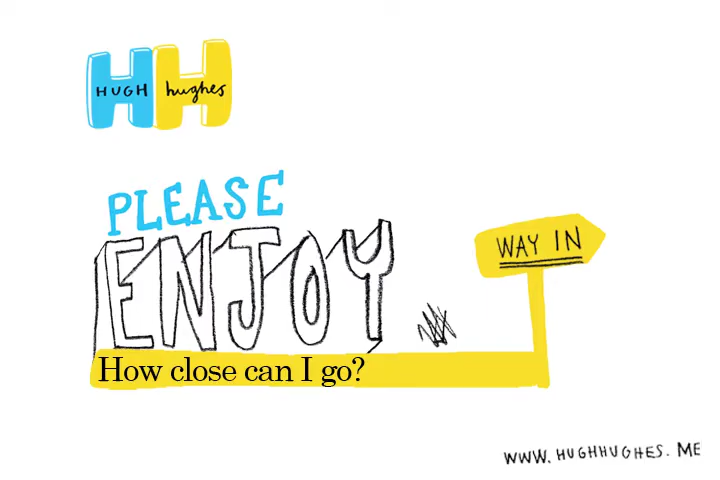 HUGH hughes
PLEASE
ENJOY
WAY IN
How close can I go?
WWW.HUGHHUGHES.ME